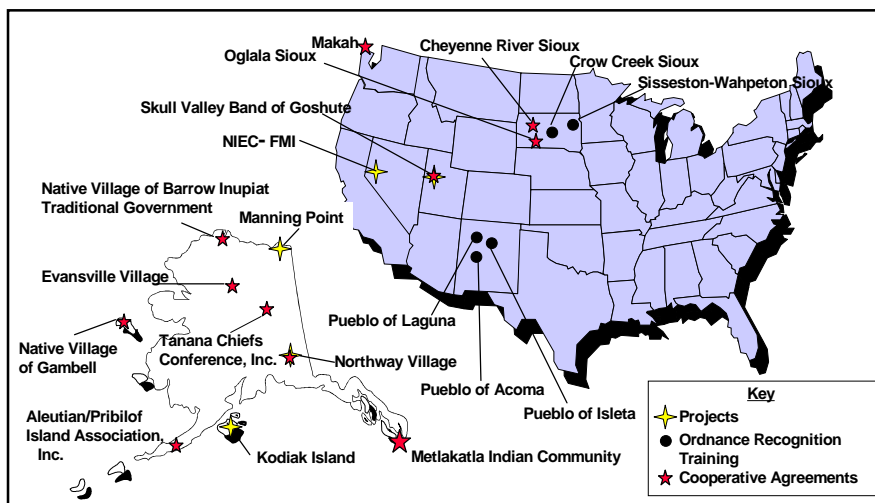 Makah
Cheyenne River Sioux
Oglala Sioux
Crow Creek Sioux
Sisseston-Wahpeton Sioux
Skull Valley Band of Goshute
NIEC- FMI
Native Village of Barrow Inupiat
Traditional Government
Manning Point
Evansville Village
Native Village
of Gambell
Tanana Chiefs
Conference, Inc.
Northway Village
Pueblo of Laguna
Pueblo of Acoma
Pueblo of Isleta
Aleutian/Pribilof
Island Association,
Inc.
Kodiak Island
Metlakatla Indian Community
Key
Projects
Ordnance Recognition
Training
Cooperative Agreements